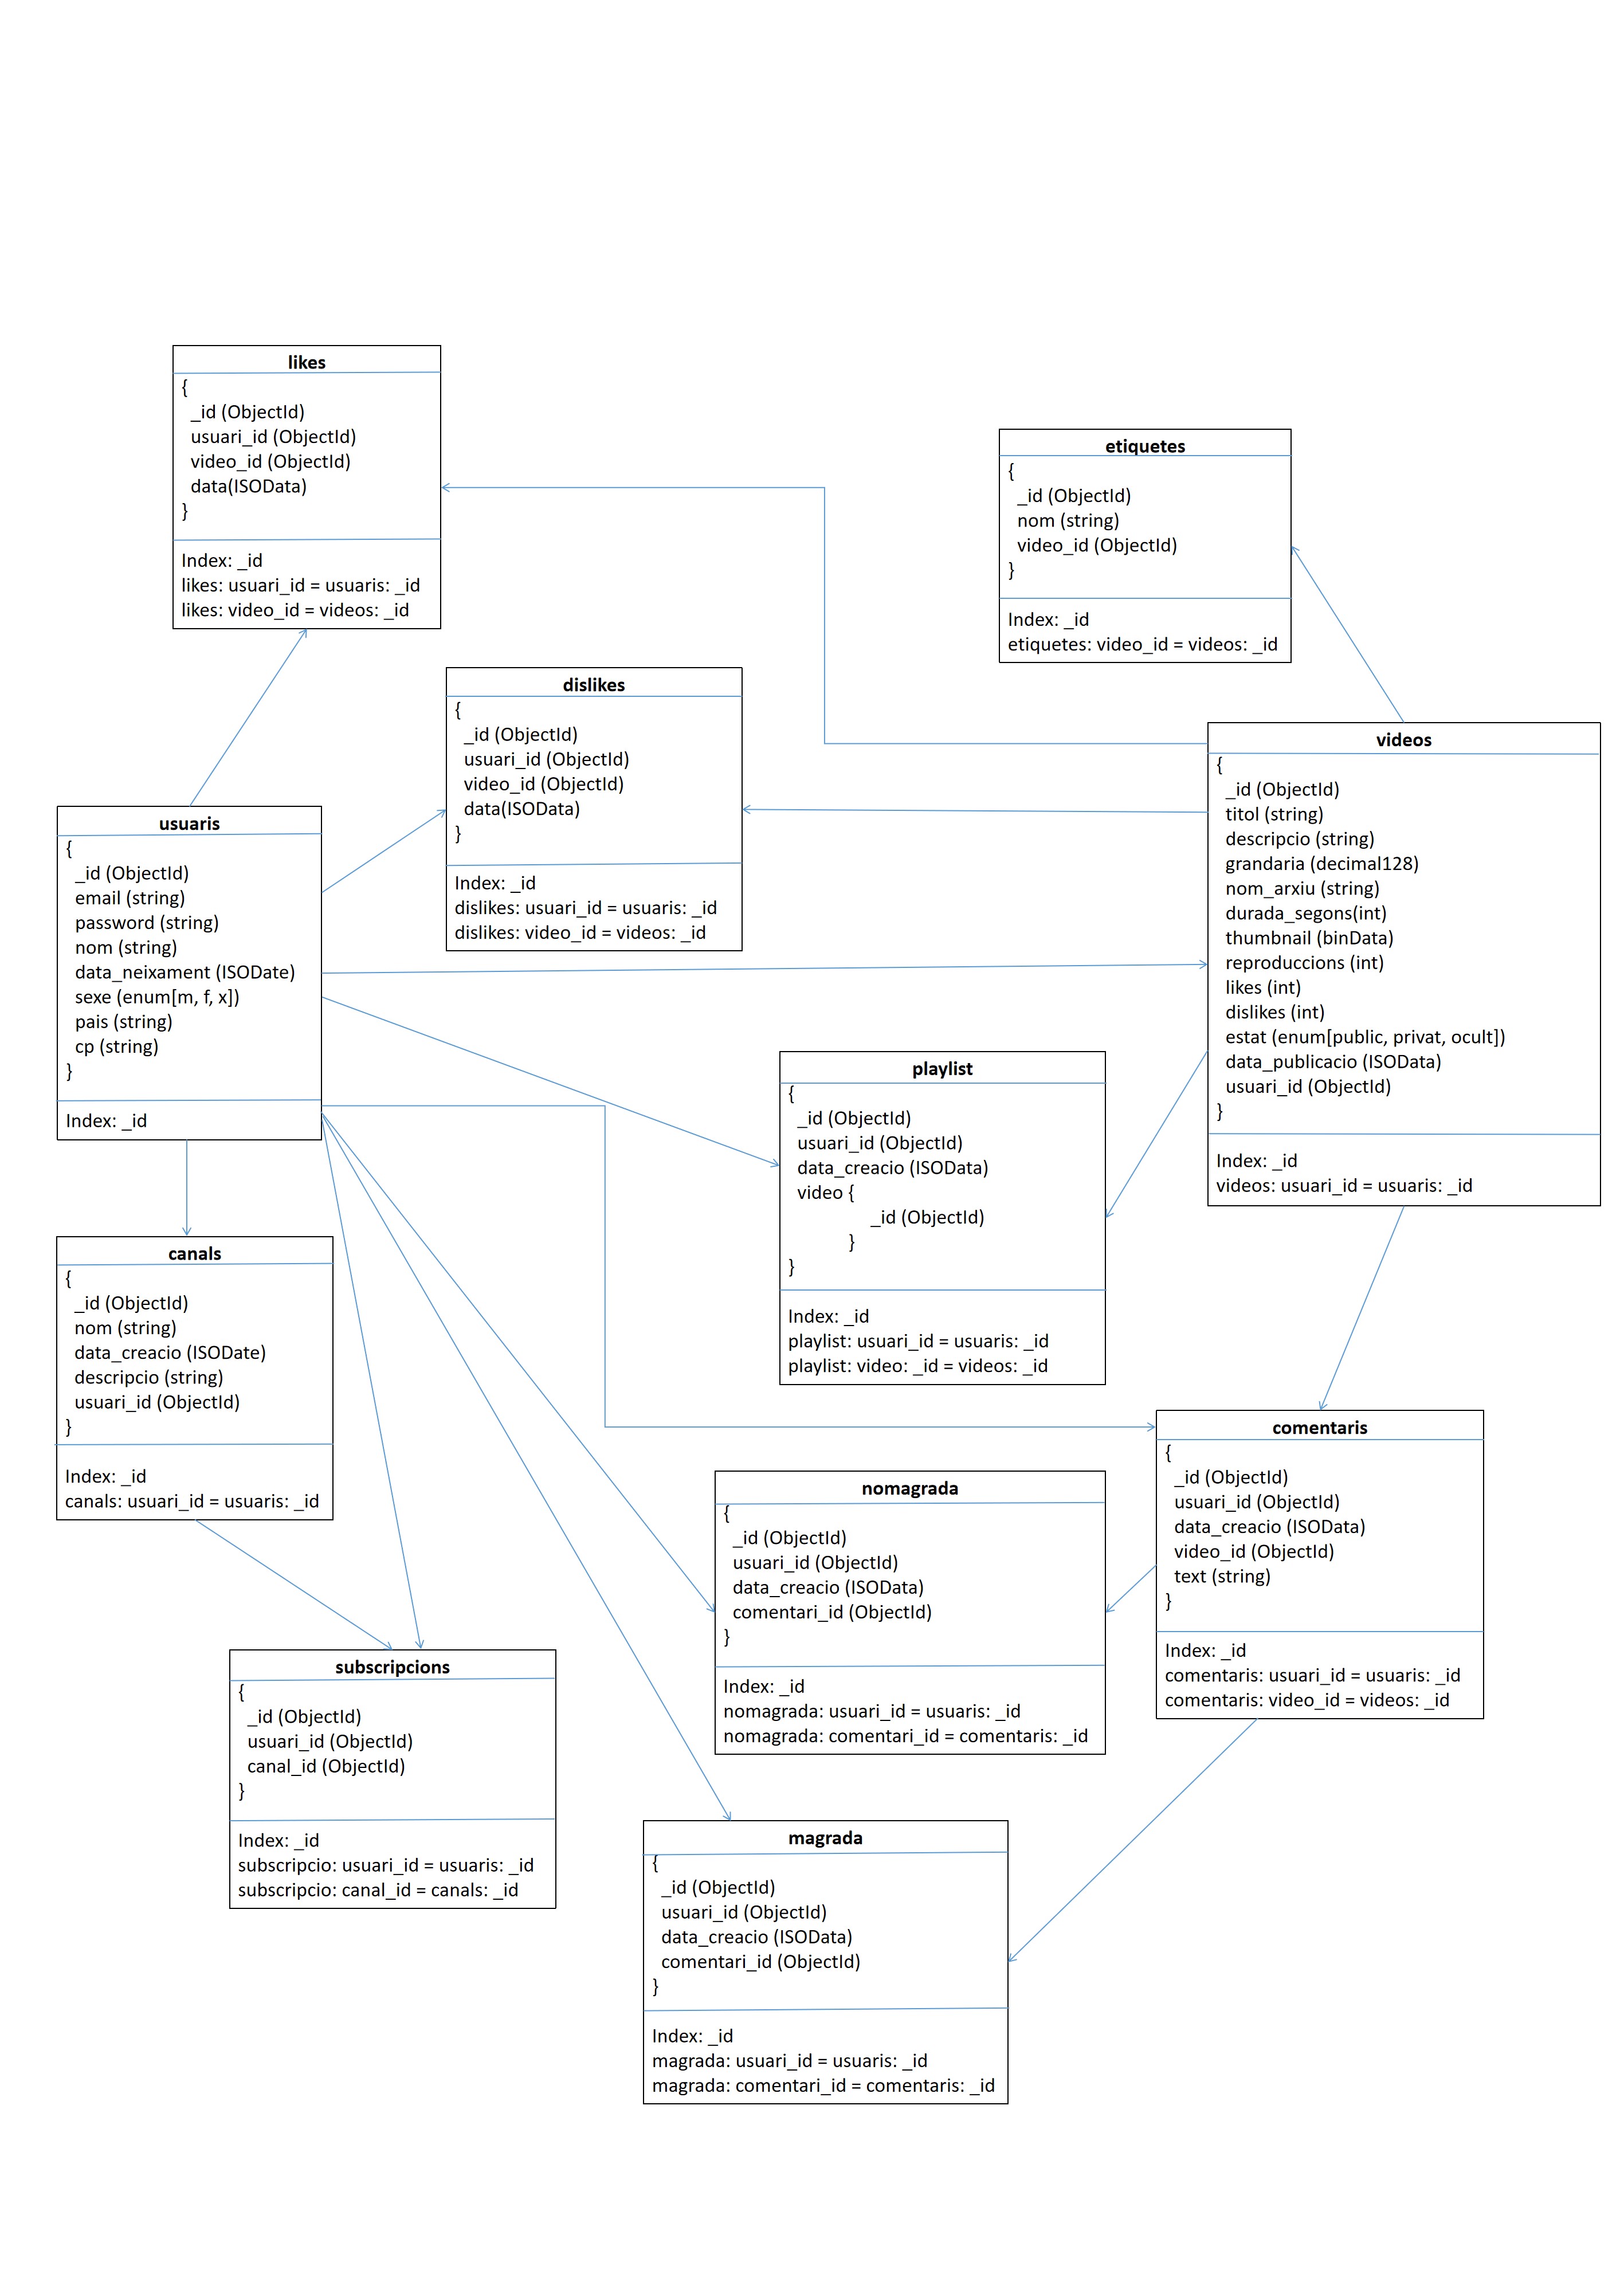 likes
{
_id (ObjectId)
usuari_id (ObjectId)
video_id (ObjectId)
data(ISOData)
}
Index: _id
likes: usuari_id = usuaris: _id
likes: video_id = videos: _id
etiquetes
{
_id (ObjectId)
nom (string)
video_id (ObjectId)
}
Index: _id
etiquetes: video_id = videos: _id
dislikes
{
_id (ObjectId)
usuari_id (ObjectId)
video_id (ObjectId)
data(ISOData)
}
Index: _id
dislikes: usuari_id = usuaris: _id
dislikes: video_id = videos: _id
videos
{
_id (ObjectId)
titol (string)
descripcio (string)
grandaria (decimal128)
nom_arxiu (string)
durada_segons(int)
thumbnail (binData)
reproduccions (int)
likes (int)
dislikes (int)
estat (enum[public, privat, ocult])
data_publicacio (ISOData)
usuari_id (ObjectId)
}
Index: _id
videos: usuari_id = usuaris: _id
usuaris
{
_id (ObjectId)
email (string)
password (string)
nom (string)
data_neixament (ISODate)
sexe (enum[m, f, x])
pais (string)
cp (string)
}
Index: _id
playlist
{
_id (ObjectId)
usuari_id (ObjectId)
data_creacio (ISOData)
video {
_id (ObjectId)
}
}
Index: _id
playlist: usuari_id = usuaris: _id
playlist: video: _id = videos: _id
canals
{
_id (ObjectId)
nom (string)
data_creacio (ISODate)
descripcio (string)
usuari_id (ObjectId)
}
Index: _id
canals: usuari_id = usuaris: _id
comentaris
{
_id (ObjectId)
usuari_id (ObjectId)
data_creacio (ISOData)
video_id (ObjectId)
text (string)
}
Index: _id
comentaris: usuari_id = usuaris: _id
comentaris: video_id = videos: _id
nomagrada
{
_id (ObjectId)
usuari_id (ObjectId)
data_creacio (ISOData)
comentari_id (ObjectId)
}
Index: _id
nomagrada: usuari_id = usuaris: _id
nomagrada: comentari_id = comentaris: _id
subscripcions
{
_id (ObjectId)
usuari_id (ObjectId)
canal_id (ObjectId)
}
Index: _id
subscripcio: usuari_id = usuaris: _id
subscripcio: canal_id = canals: _id
magrada
{
_id (ObjectId)
usuari_id (ObjectId)
data_creacio (ISOData)
comentari_id (ObjectId)
}
Index: _id
magrada: usuari_id = usuaris: _id
magrada: comentari_id = comentaris: _id